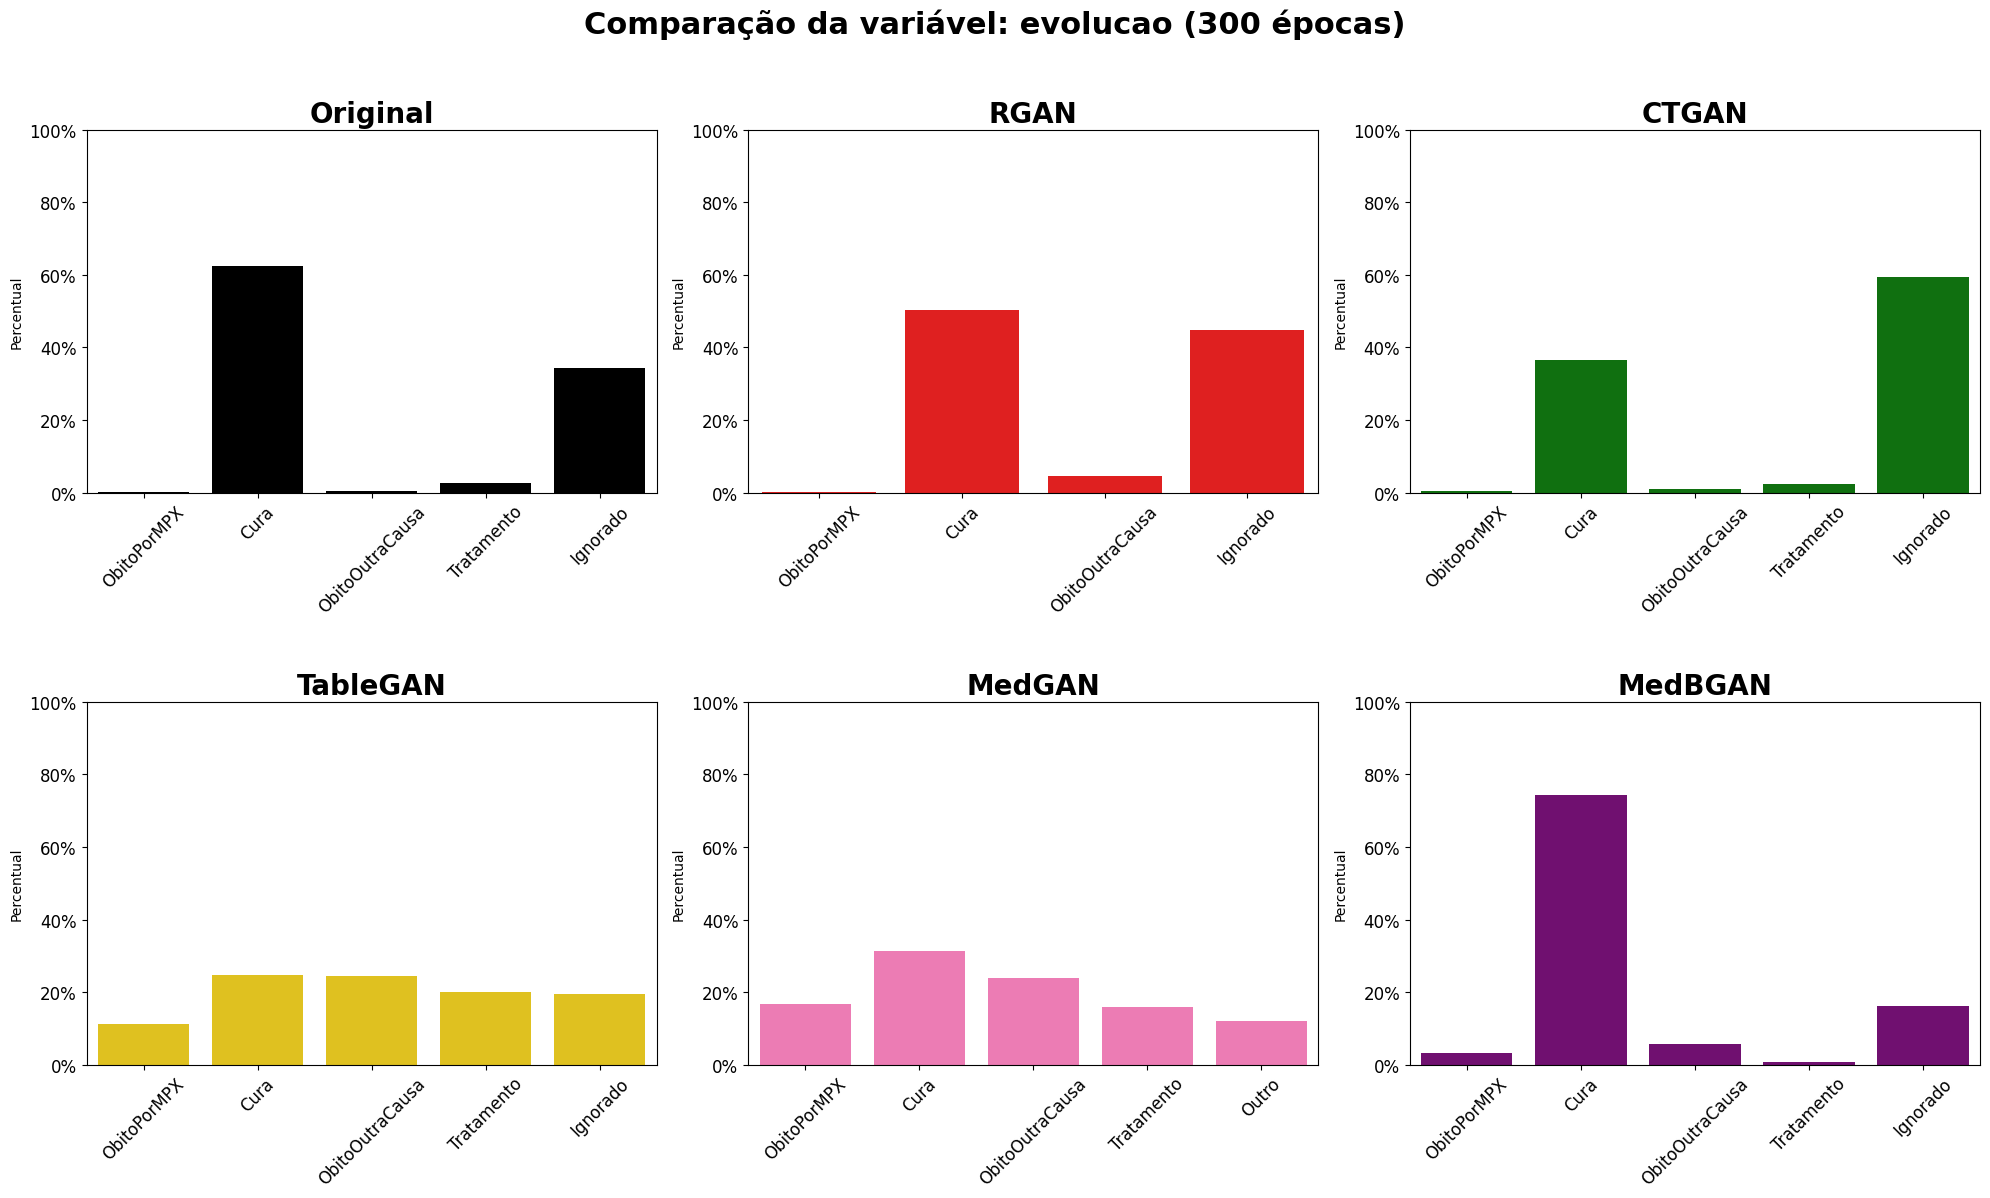 Comparação da variável: evolucao (300 épocas)
Original
100%
80%
60%
40%
20%
0%
Percentual
ObitoPorMPX
Cura
ObitoOutraCausa
Tratamento
Ignorado
RGAN
100%
80%
60%
40%
20%
0%
Percentual
ObitoPorMPX
Cura
ObitoOutraCausa
Ignorado
CTGAN
100%
80%
60%
40%
20%
0%
Percentual
ObitoPorMPX
Cura
ObitoOutraCausa
Tratamento
Ignorado
TableGAN
100%
80%
60%
40%
20%
0%
Percentual
ObitoPorMPX
Cura
ObitoOutraCausa
Tratamento
Ignorado
MedGAN
100%
80%
60%
40%
20%
0%
Percentual
ObitoPorMPX
Cura
ObitoOutraCausa
Tratamento
Outro
MedBGAN
100%
80%
60%
40%
20%
0%
Percentual
ObitoPorMPX
Cura
ObitoOutraCausa
Tratamento
Ignorado